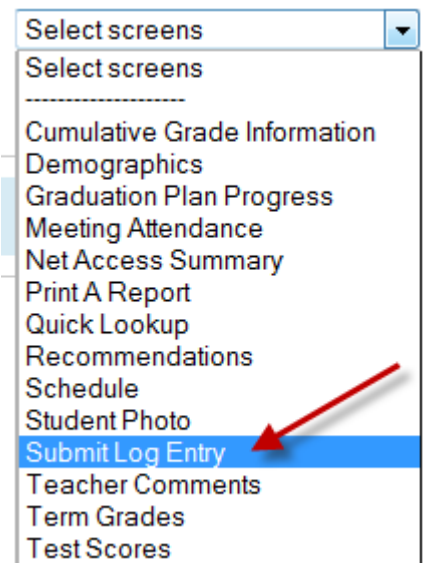 Select screens
Select screens
---------------------
Cumulative Grade Information
Demographics
Graduation Plan Progress
Meeting Attendance
Net Access Summary
Print A Report
Quick Lookup
Recommendations
Schedule
Student Photo
Submit Log Entry
Teacher Comments
Term Grades
Test Scores